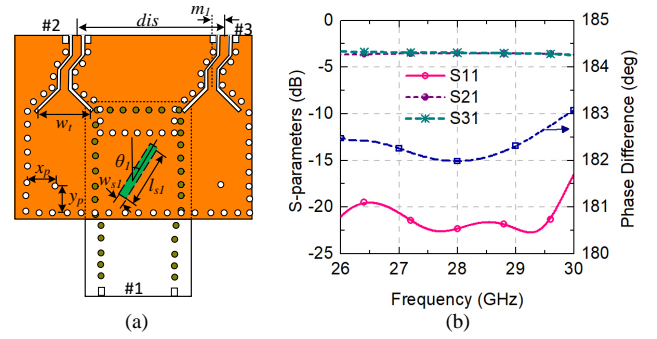 #2
dis
m1
#3
wt
xp
yp
θ1
ws1
ls1
#1
(a)
0
-5
-10
-15
-20
-25
S-parameters (dB)
S11
S21
S31
185
184
183
182
181
180
Phase Difference (deg)
26 27 28 29 30
Frequency (GHz)
(b)